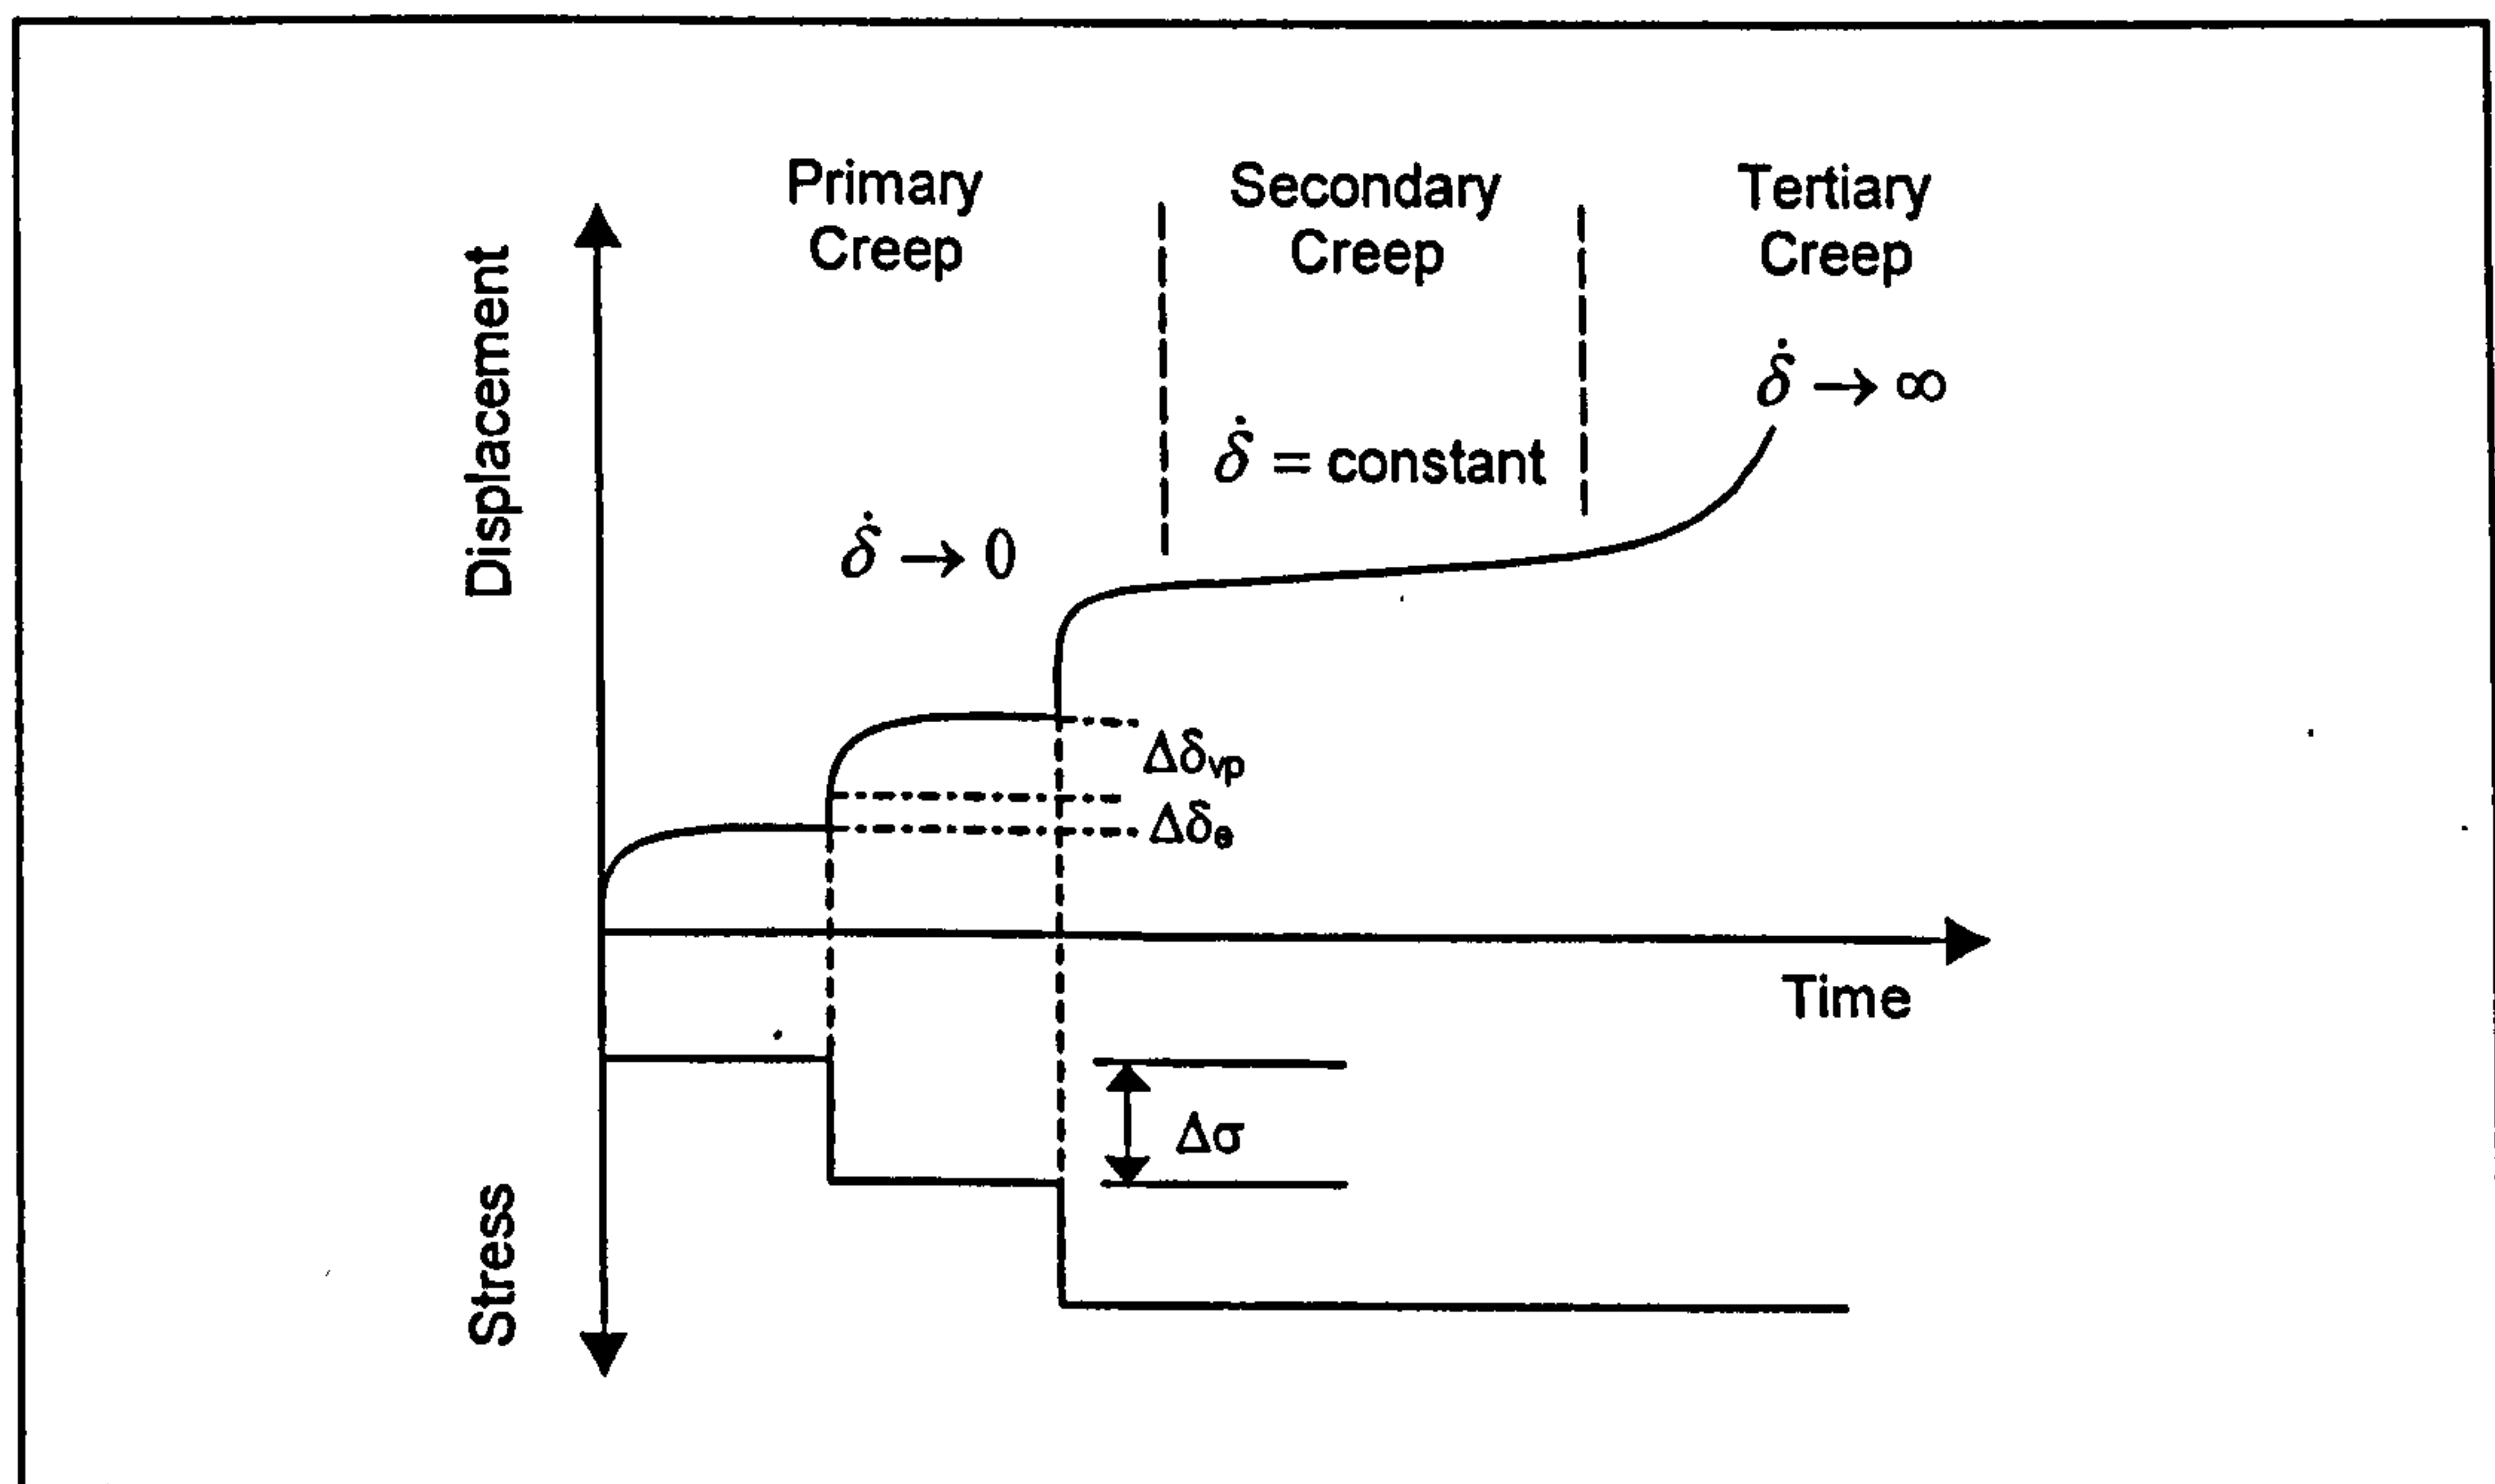 Primary
Creep
Secondary
Creep
Tertiary
Creep
Displacement
δ̇ → ∞
δ̇ = constant
δ̇ → 0
Δδvp
Δδe
Time
Δσ
Stress